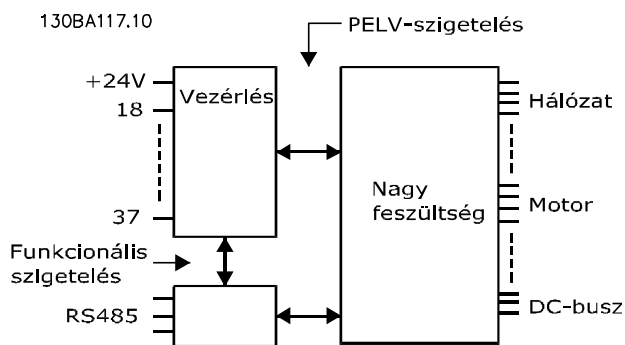 130BA117.10
PELV-szigetelés
+24V
Vezérlés
18
Hálózat
Nagy
feszültség
Motor
37
Funkcionális
szigetelés
RS485
DC-busz